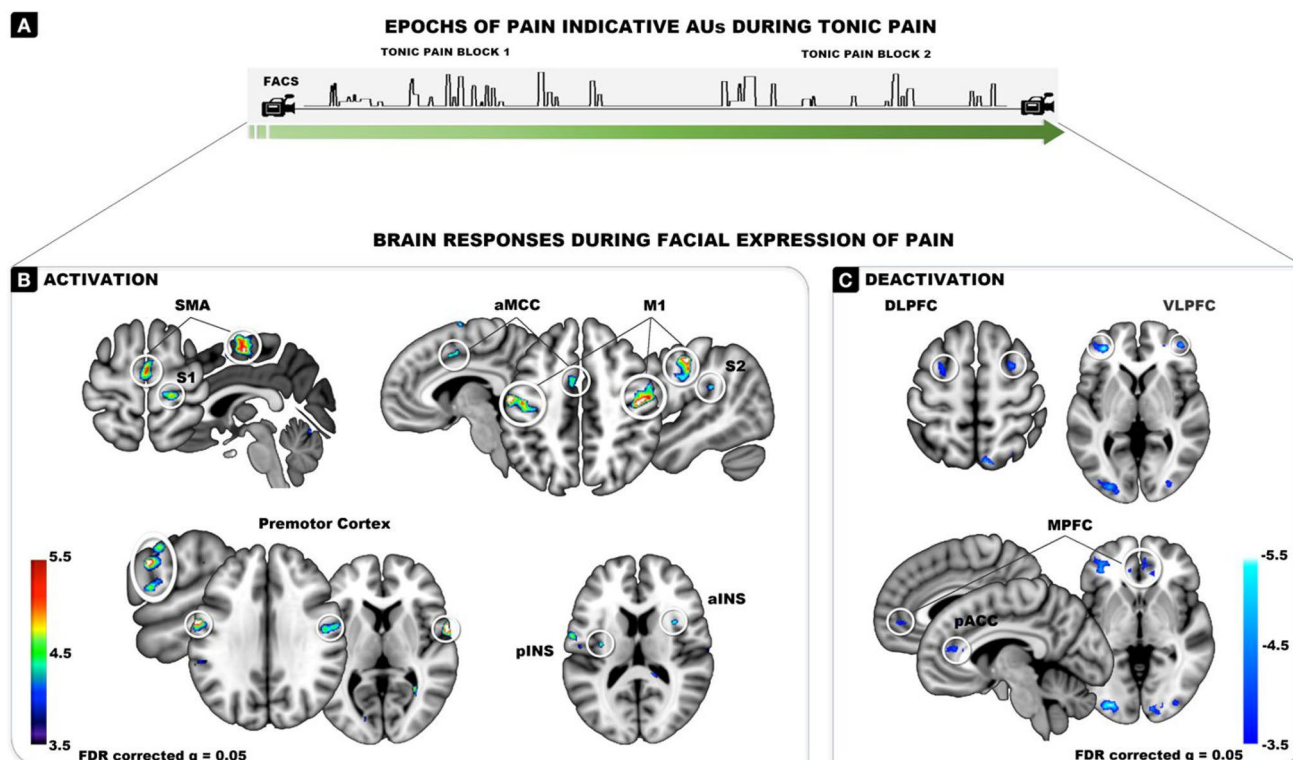 A
EPOCHS OF PAIN INDICATIVE AUs DURING TONIC PAIN
TONIC PAIN BLOCK 1
TONIC PAIN BLOCK 2
FACS
BRAIN RESPONSES DURING FACIAL EXPRESSION OF PAIN
B ACTIVATION
SMA
aMCC
M1
S1
S2
Premotor Cortex
aINS
pINS
5.5
4.5
3.5
FDR corrected q = 0.05
C DEACTIVATION
DLPFC
VLPFC
MPFC
pACC
-5.5
-4.5
-3.5
FDR corrected q = 0.05